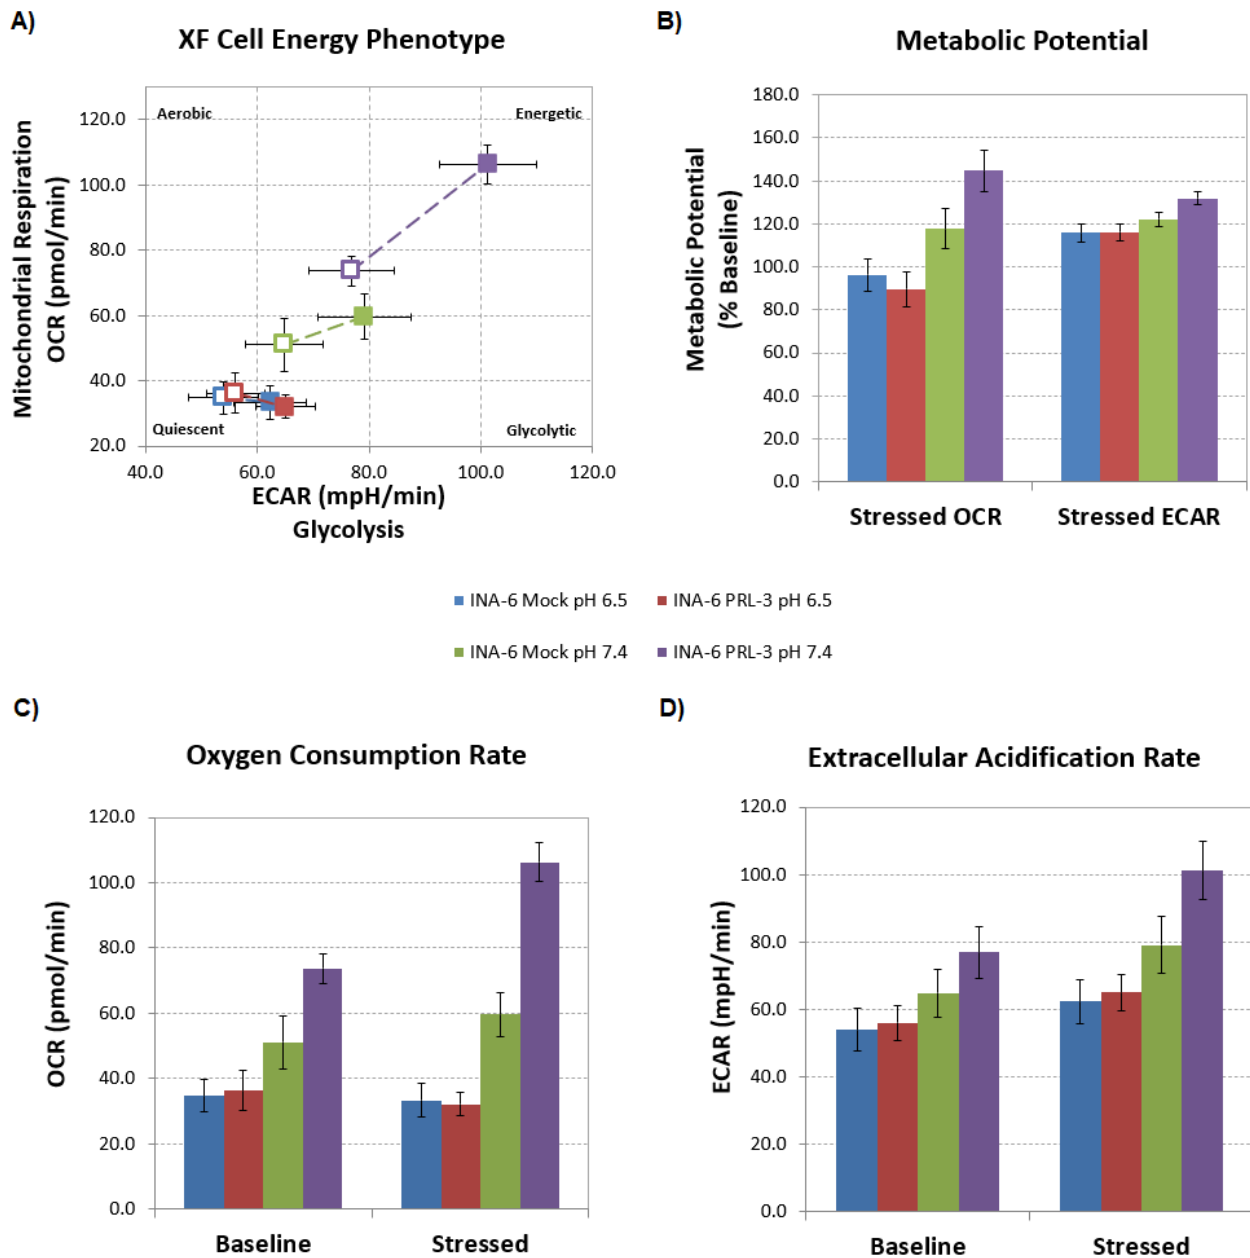 A)
XF Cell Energy Phenotype
Mitochondrial Respiration
OCR (pmol/min)
120.0
100.0
80.0
60.0
40.0
20.0
Aerobic
Energetic
Quiescent
Glycolytic
40.0
60.0
80.0
100.0
120.0
ECAR (mpH/min)
Glycolysis
B)
Metabolic Potential
Metabolic Potential
(% Baseline)
180.0
160.0
140.0
120.0
100.0
80.0
60.0
40.0
20.0
0.0
Stressed OCR
Stressed ECAR
INA-6 Mock pH 6.5
INA-6 PRL-3 pH 6.5
INA-6 Mock pH 7.4
INA-6 PRL-3 pH 7.4
C)
Oxygen Consumption Rate
OCR (pmol/min)
120.0
100.0
80.0
60.0
40.0
20.0
0.0
Baseline
Stressed
D)
Extracellular Acidification Rate
ECAR (mpH/min)
120.0
100.0
80.0
60.0
40.0
20.0
0.0
Baseline
Stressed